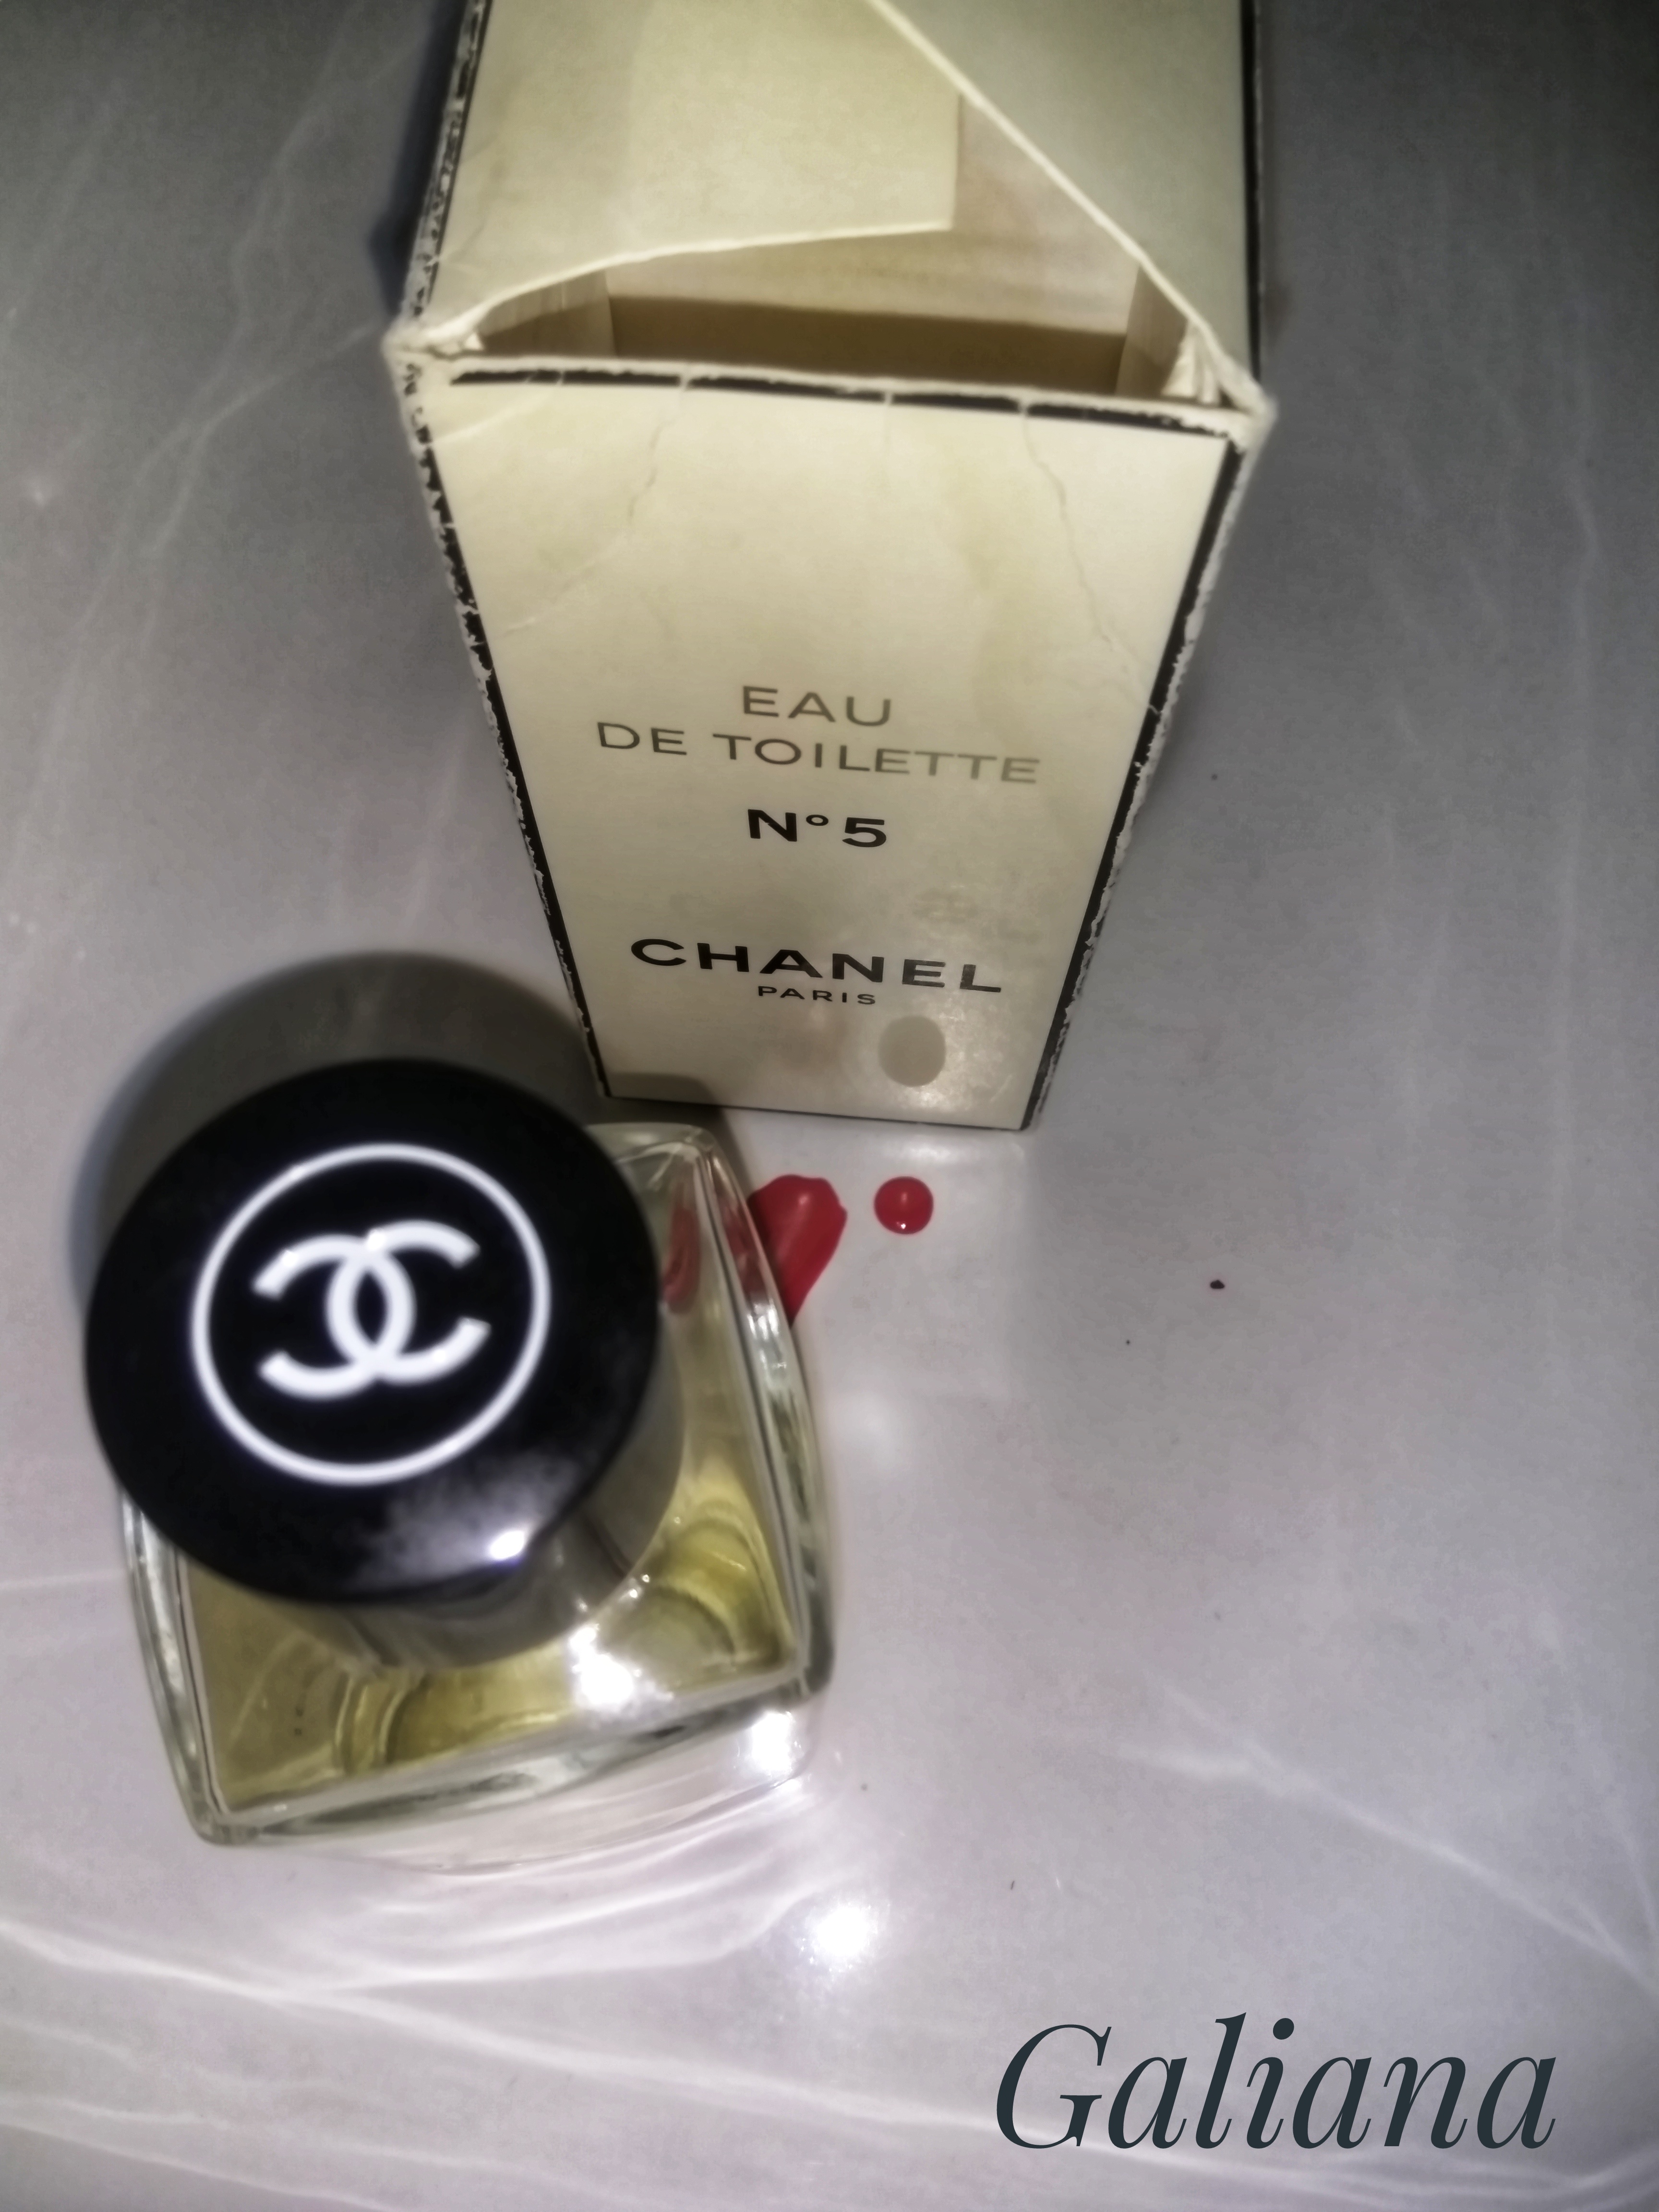 EAU
DE TOILETTE
N°5
CHANEL
PARIS
Galiana